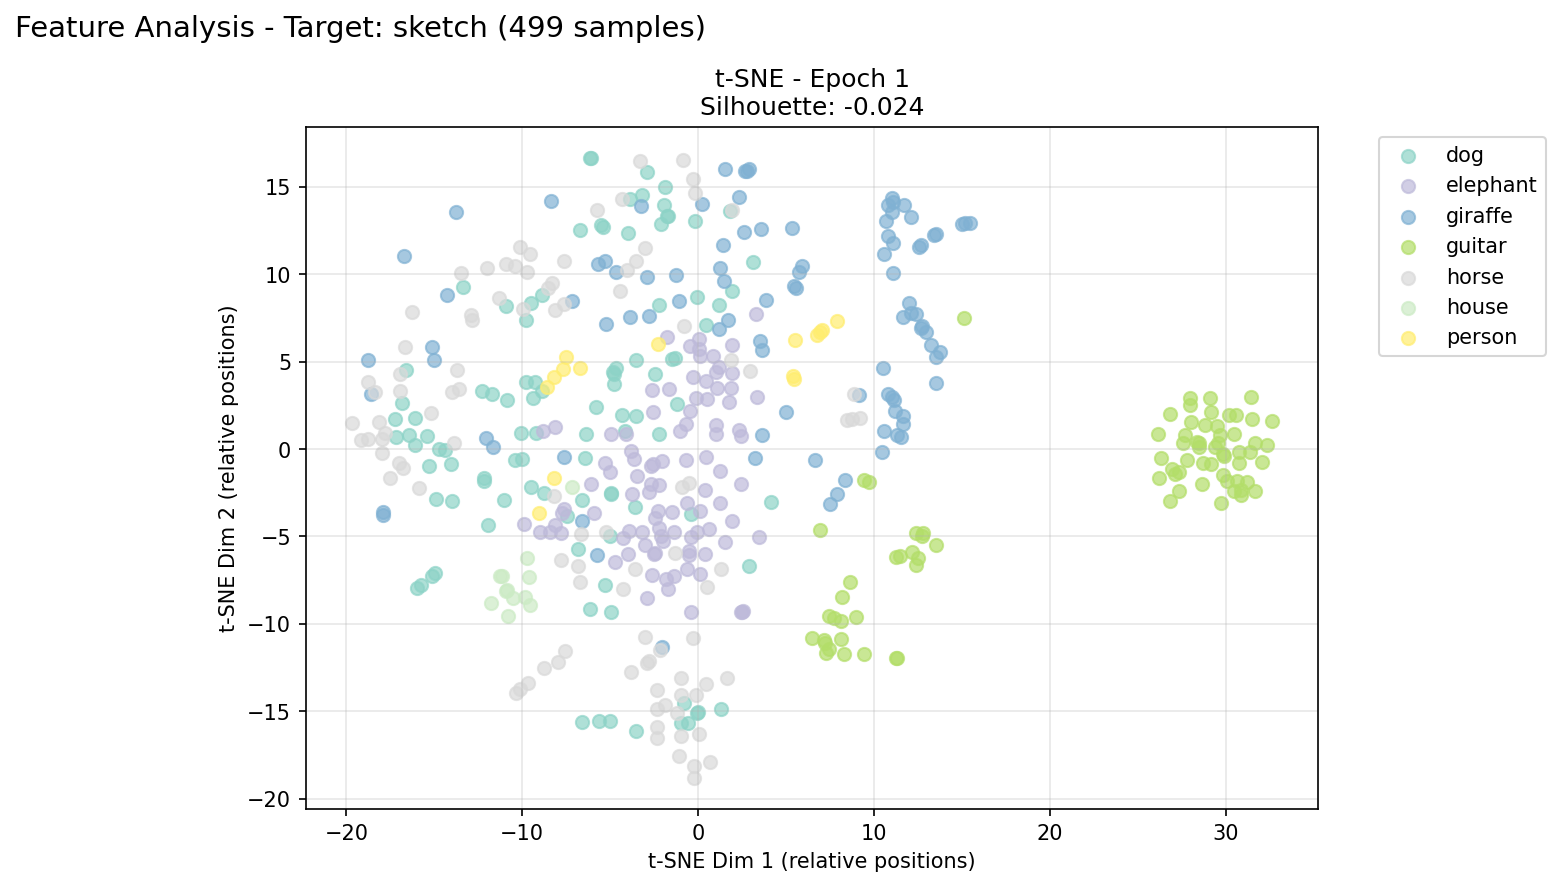 Feature Analysis - Target: sketch (499 samples)
t-SNE - Epoch 1
Silhouette: -0.024
t-SNE Dim 2 (relative positions)
15
10
5
0
−5
−10
−15
−20
−20
−10
0
10
20
30
t-SNE Dim 1 (relative positions)
dog
elephant
giraffe
guitar
horse
house
person